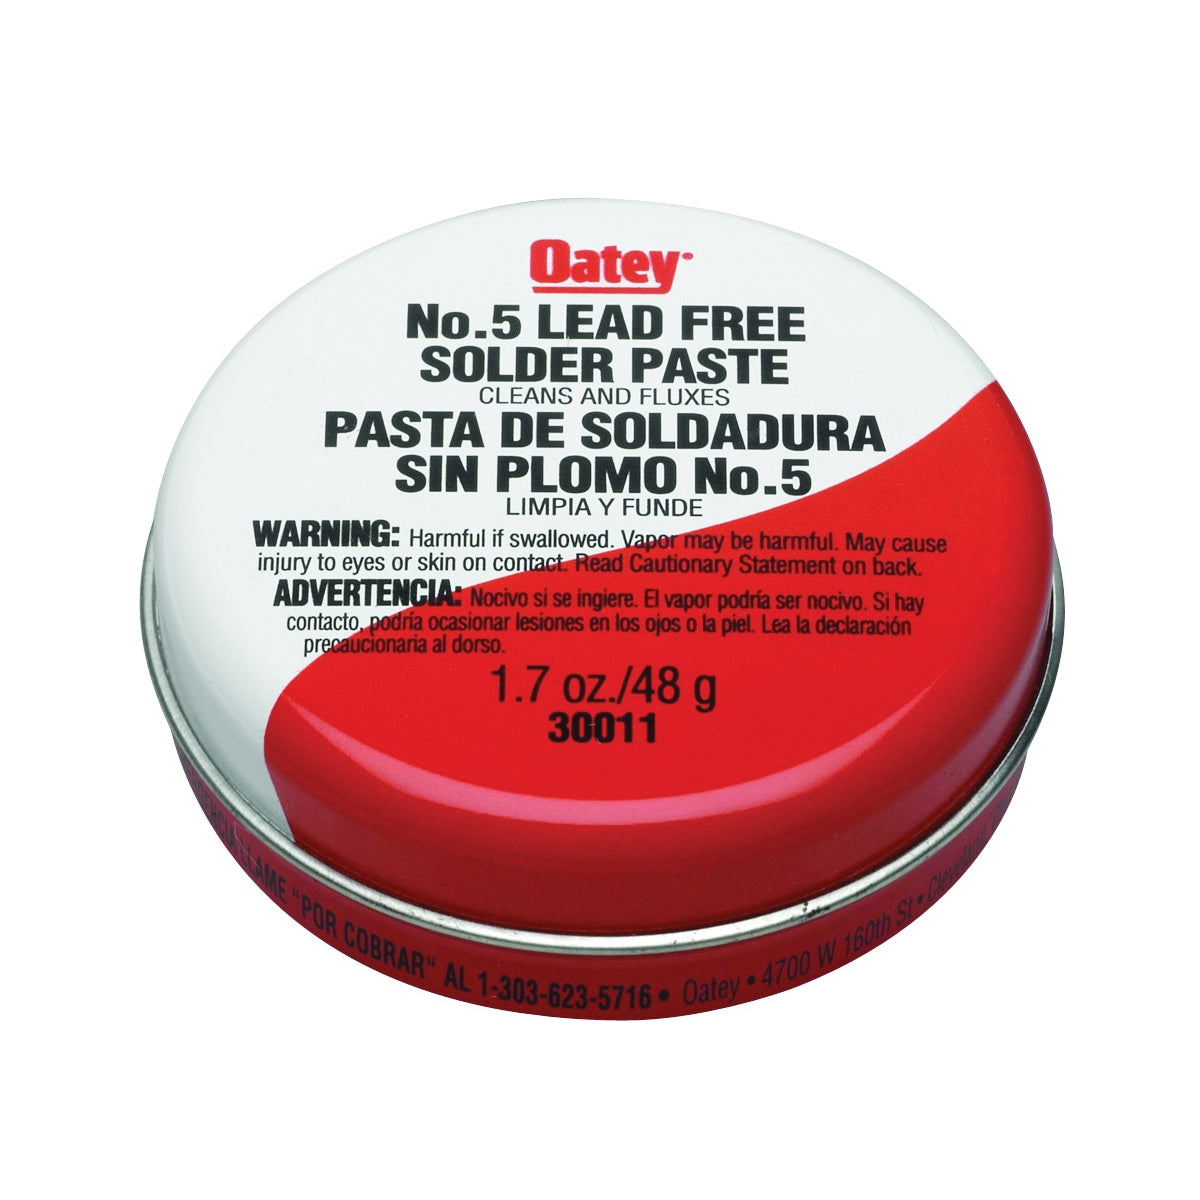 Oatey
No.5 LEAD FREE
SOLDER PASTE
CLEANS AND FLUXES
PASTA DE SOLDADURA
SIN PLOMO No.5
LIMPIA Y FUNDE
WARNING: Harmful if swallowed. Vapor may be harmful. May cause
injury to eyes or skin on contact. Read Cautionary Statement on back.
ADVERTENCIA: Nocivo si se ingiere. El vapor podría ser nocivo. Si hay
contacto, podría ocasionar lesiones en los ojos o la piel. Lea la declaración
precaucionaria al dorso.
1.7 oz./48 g
30011
LLAME "POR COBRAR" AL 1-303-623-5716 • Oatey • 4700 W 160th St • Cleveland